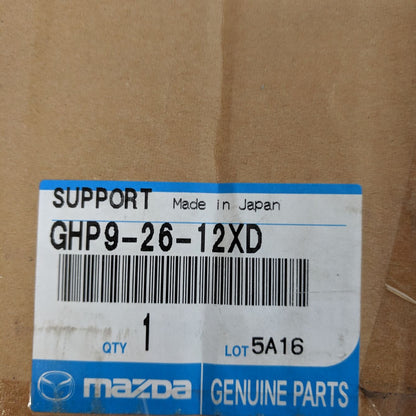 SUPPORT Made in Japan
GHP9-26-12XD
QTY 1 LOT 5A16
mazda GENUINE PARTS